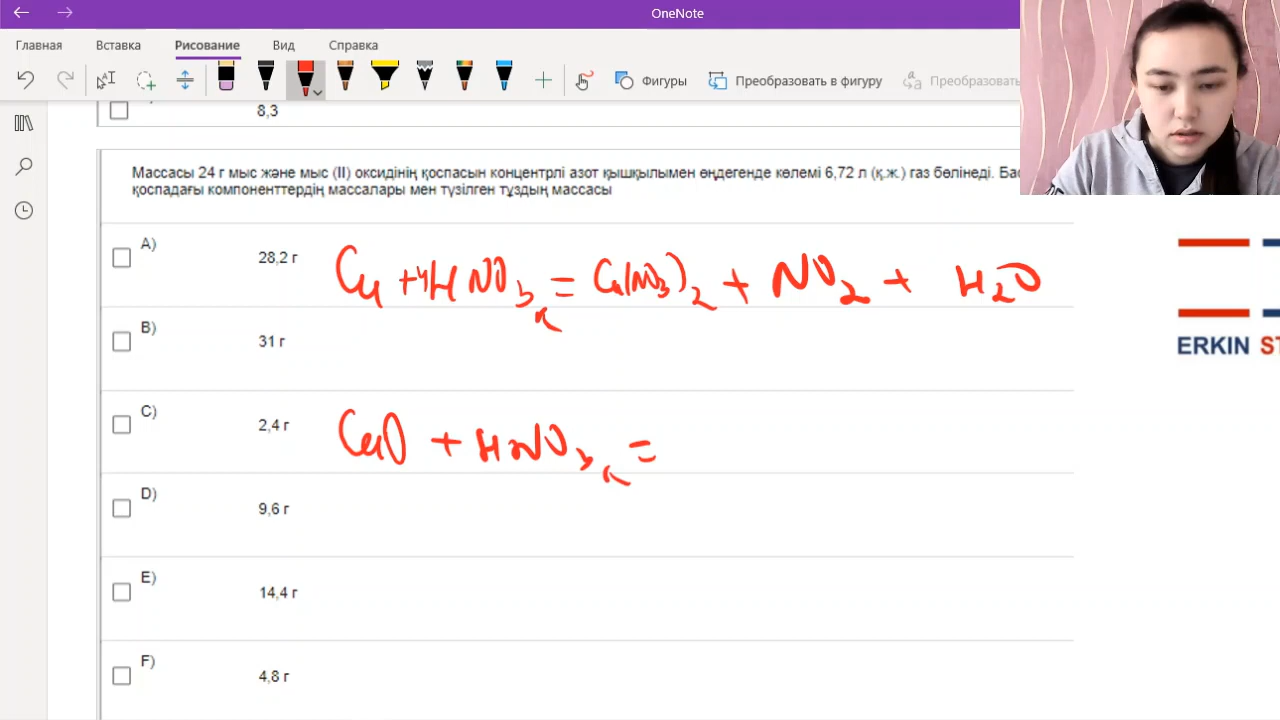 OneNote
Главная Вставка Рисование Вид Справка
Фигуры Преобразовать в фигуру Преобразовать
8,3
Массасы 24 г мыс және мыс (II) оксидінің қоспасын концентрлі азот қышқылымен өңдегенде көлемі 6,72 л (қ.ж.) газ бөлінеді. Бас
қоспадағы компоненттердің массалары мен түзілген тұздың массасы
A) 28,2 г
Cu + 4HNO3к = Cu(NO3)2 + NO2 + H2O
B) 31 г
C) 2,4 г
CuO + HNO3к =
D) 9,6 г
E) 14,4 г
F) 4,8 г
ERKIN ST